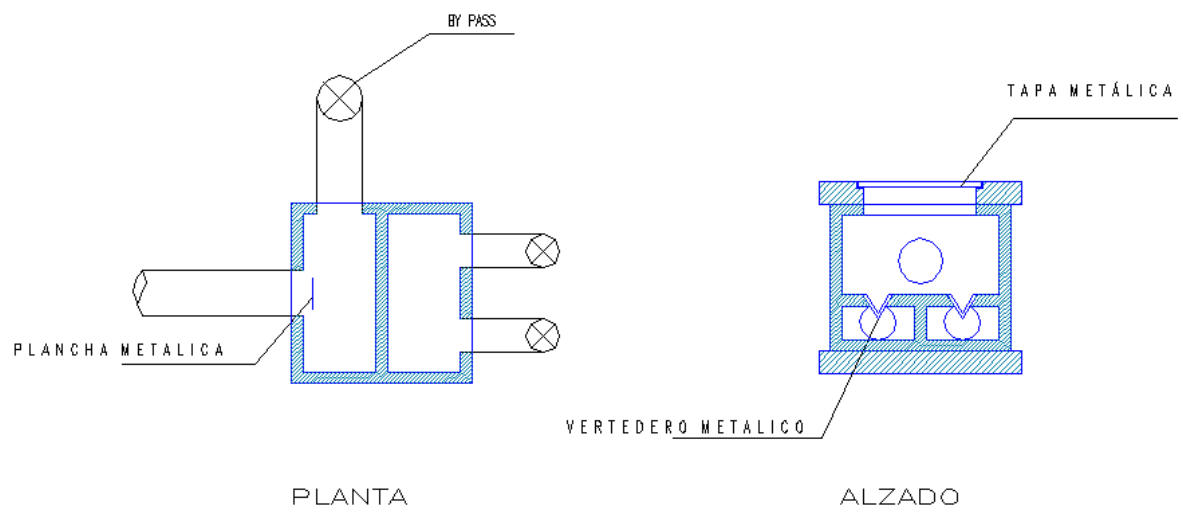 BY PASS
TAPA METÁLICA
PLANCHA METALICA
VERTEDERO METALICO
PLANTA
ALZADO